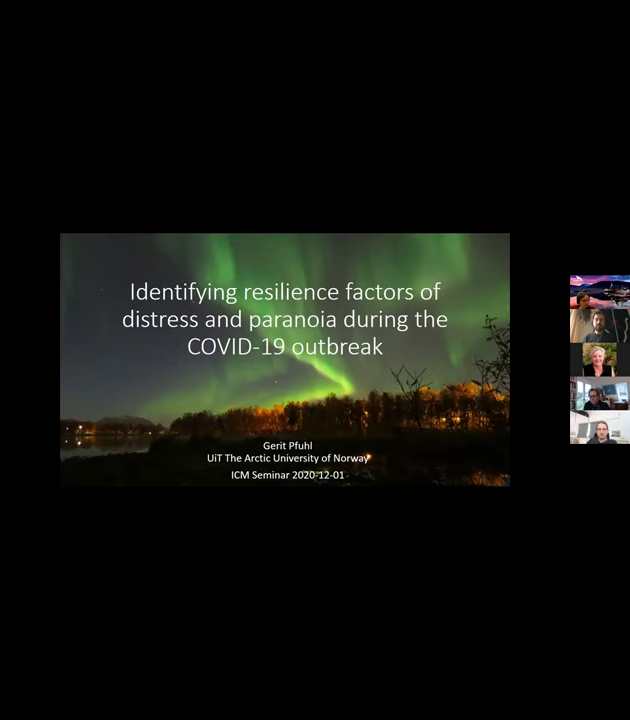 Identifying resilience factors of
distress and paranoia during the
COVID-19 outbreak
Gerit Pfuhl
UiT The Arctic University of Norway
ICM Seminar 2020-12-01